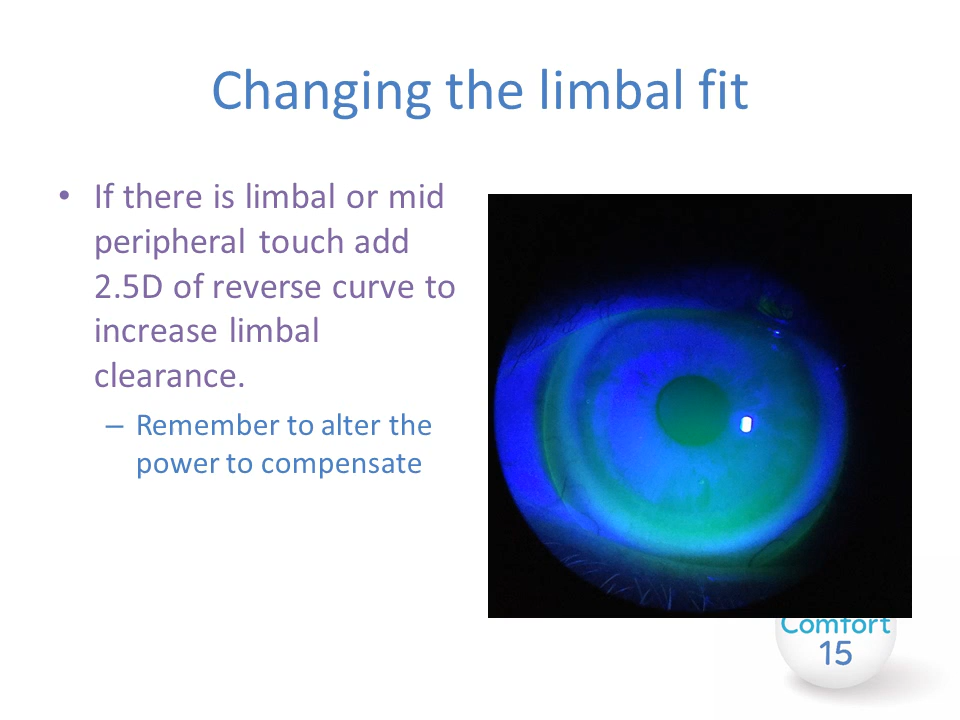 Changing the limbal fit
• If there is limbal or mid
peripheral touch add
2.5D of reverse curve to
increase limbal
clearance.
– Remember to alter the
power to compensate
Comfort
15